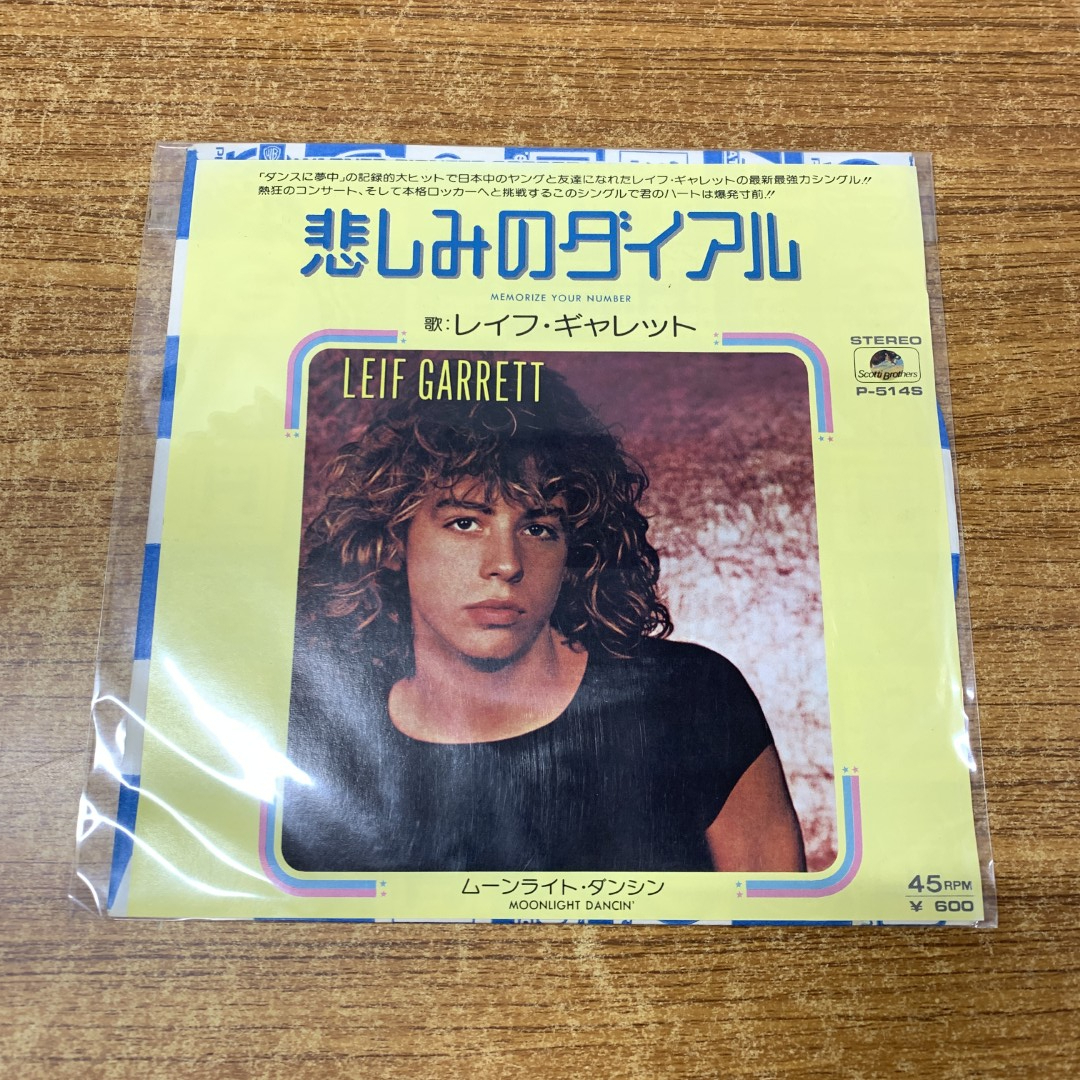 「ダンスに夢中」の記録的大ヒットで日本中のヤングと友達になれたレイフ・ギャレットの最新最強力シングル!!
熱狂のコンサート、そして本格ロッカーへと挑戦するこのシングルで君のハートは爆発寸前!!
悲しみのダイアル
MEMORIZE YOUR NUMBER
歌:レイフ・ギャレット
STEREO
Scotti Brothers
P-514S
LEIF GARRETT
ムーンライト・ダンシン
MOONLIGHT DANCIN'
45RPM
¥ 600